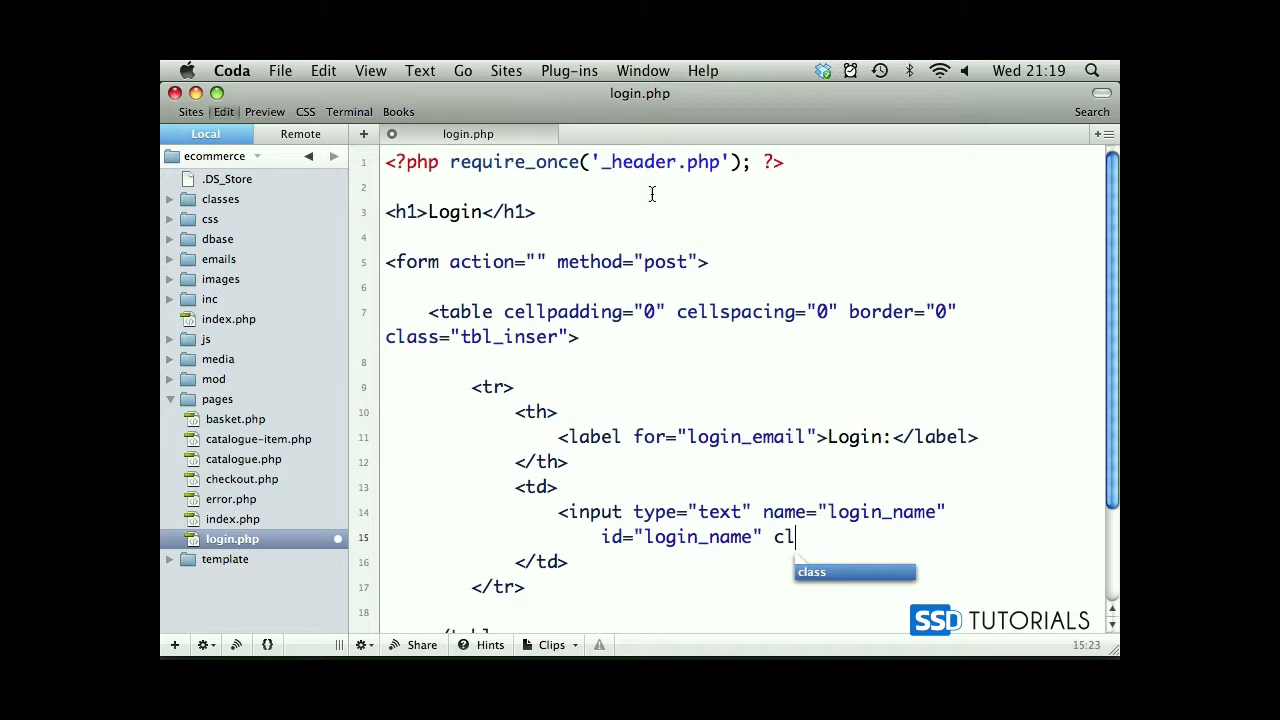 Coda File Edit View Text Go Sites Plug-ins Window Help Wed 21:19
login.php
Sites Edit Preview CSS Terminal Books Search
Local Remote + login.php
ecommerce
.DS_Store
classes
css
dbase
emails
images
inc
index.php
js
media
mod
pages
basket.php
catalogue-item.php
catalogue.php
checkout.php
error.php
index.php
login.php
template
1 <?php require_once('_header.php'); ?>
2
3 <h1>Login</h1>
4
5 <form action="" method="post">
6
7 <table cellpadding="0" cellspacing="0" border="0"
class="tbl_inser">
8
9 <tr>
10 <th>
11 <label for="login_email">Login:</label>
12 </th>
13 <td>
14 <input type="text" name="login_name"
15 id="login_name" cl
class
16 </td>
17 </tr>
18
SSD TUTORIALS
+ Share Hints Clips 15:23